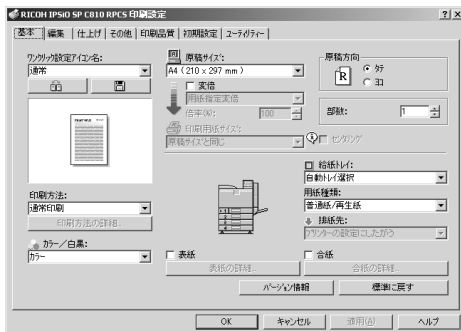 RICOH IPSiO SP C810 RPCS 印刷設定
基本 編集 仕上げ その他 印刷品質 初期設定 ユーティリティー
ワンクリック設定アイコン名:
通常
印刷方法:
通常印刷
印刷方法の詳細...
カラー/白黒:
カラー
原稿サイズ:
A4 (210 x 297 mm)
変倍
用紙指定変倍
倍率(%): 100
印刷用紙サイズ:
原稿サイズと同じ
センタリング
原稿方向
R
タテ
ヨコ
部数: 1
給紙トレイ:
自動トレイ選択
用紙種類:
普通紙/再生紙
排紙先:
プリンターの設定にしたがう
表紙
表紙の詳細...
合紙
合紙の詳細...
バージョン情報 標準に戻す
OK キャンセル 適用(A) ヘルプ